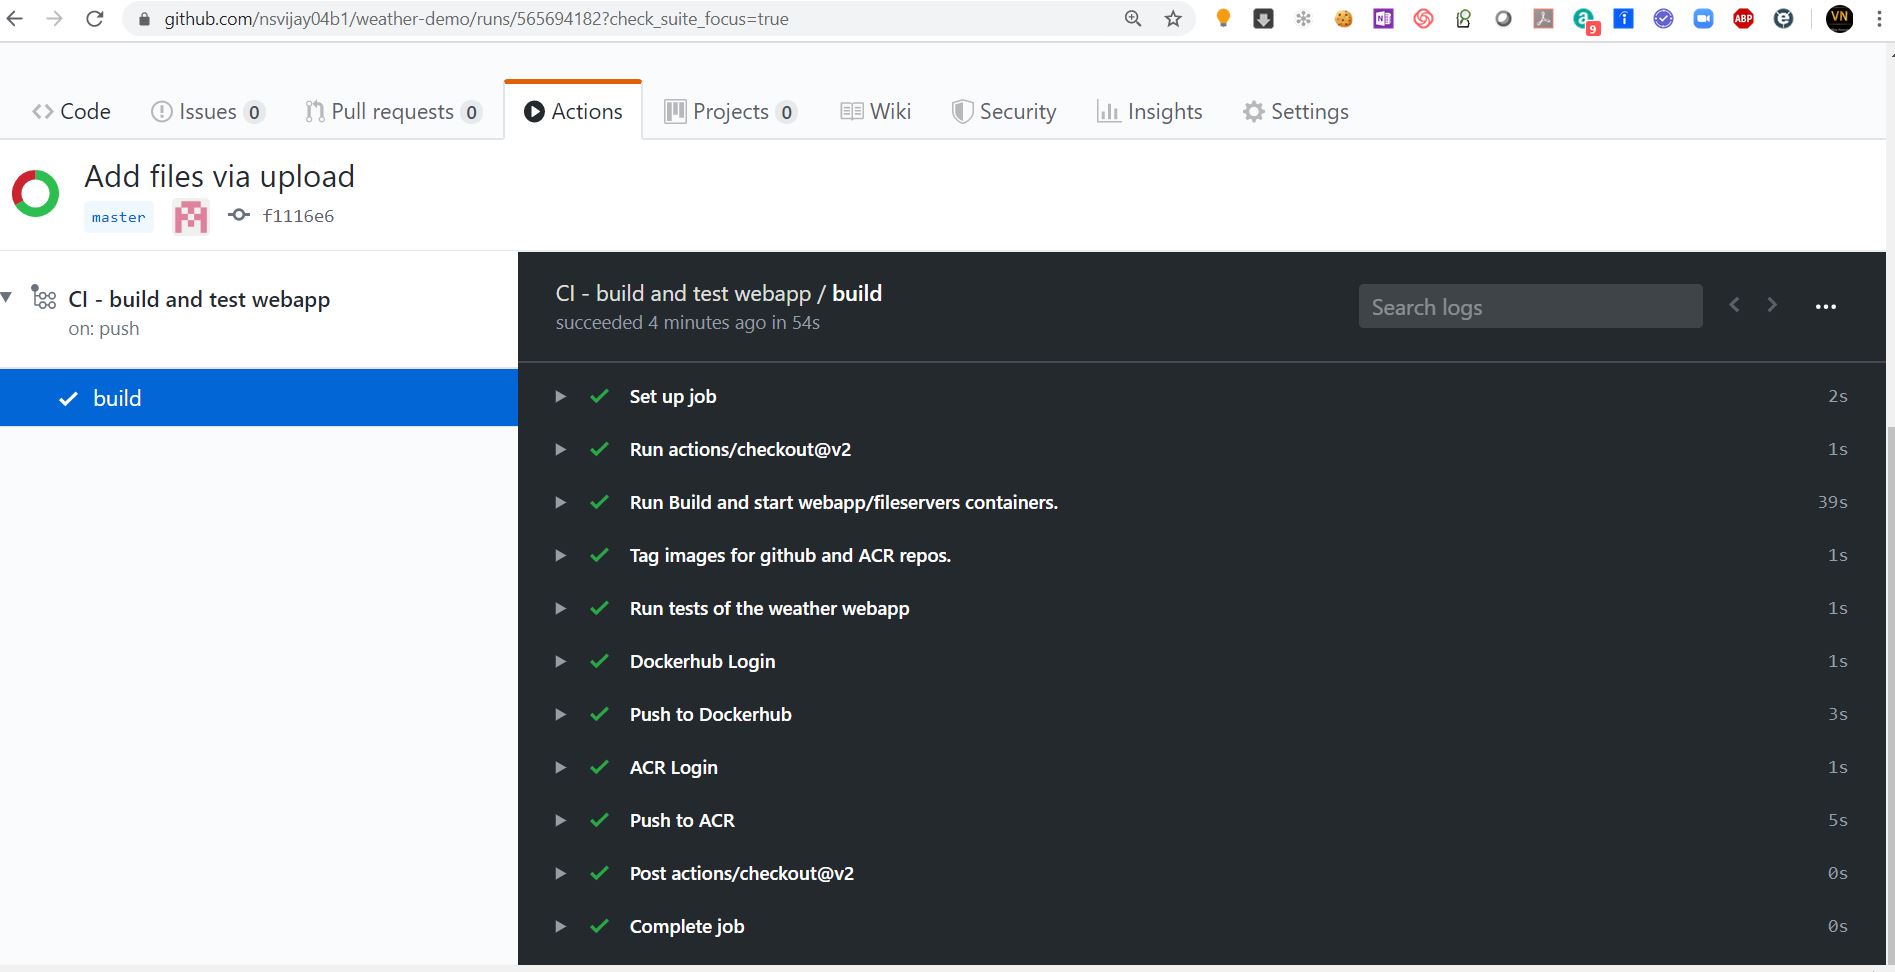 github.com/nsvijay04b1/weather-demo/runs/565694182?check_suite_focus=true
9
ABP
VN
Code
Issues 0
Pull requests 0
Actions
Projects 0
Wiki
Security
Insights
Settings
Add files via upload
master
f1116e6
CI - build and test webapp
on: push
build
CI - build and test webapp / build
succeeded 4 minutes ago in 54s
Search logs
Set up job 2s
Run actions/checkout@v2 1s
Run Build and start webapp/fileservers containers. 39s
Tag images for github and ACR repos. 1s
Run tests of the weather webapp 1s
Dockerhub Login 1s
Push to Dockerhub 3s
ACR Login 1s
Push to ACR 5s
Post actions/checkout@v2 0s
Complete job 0s